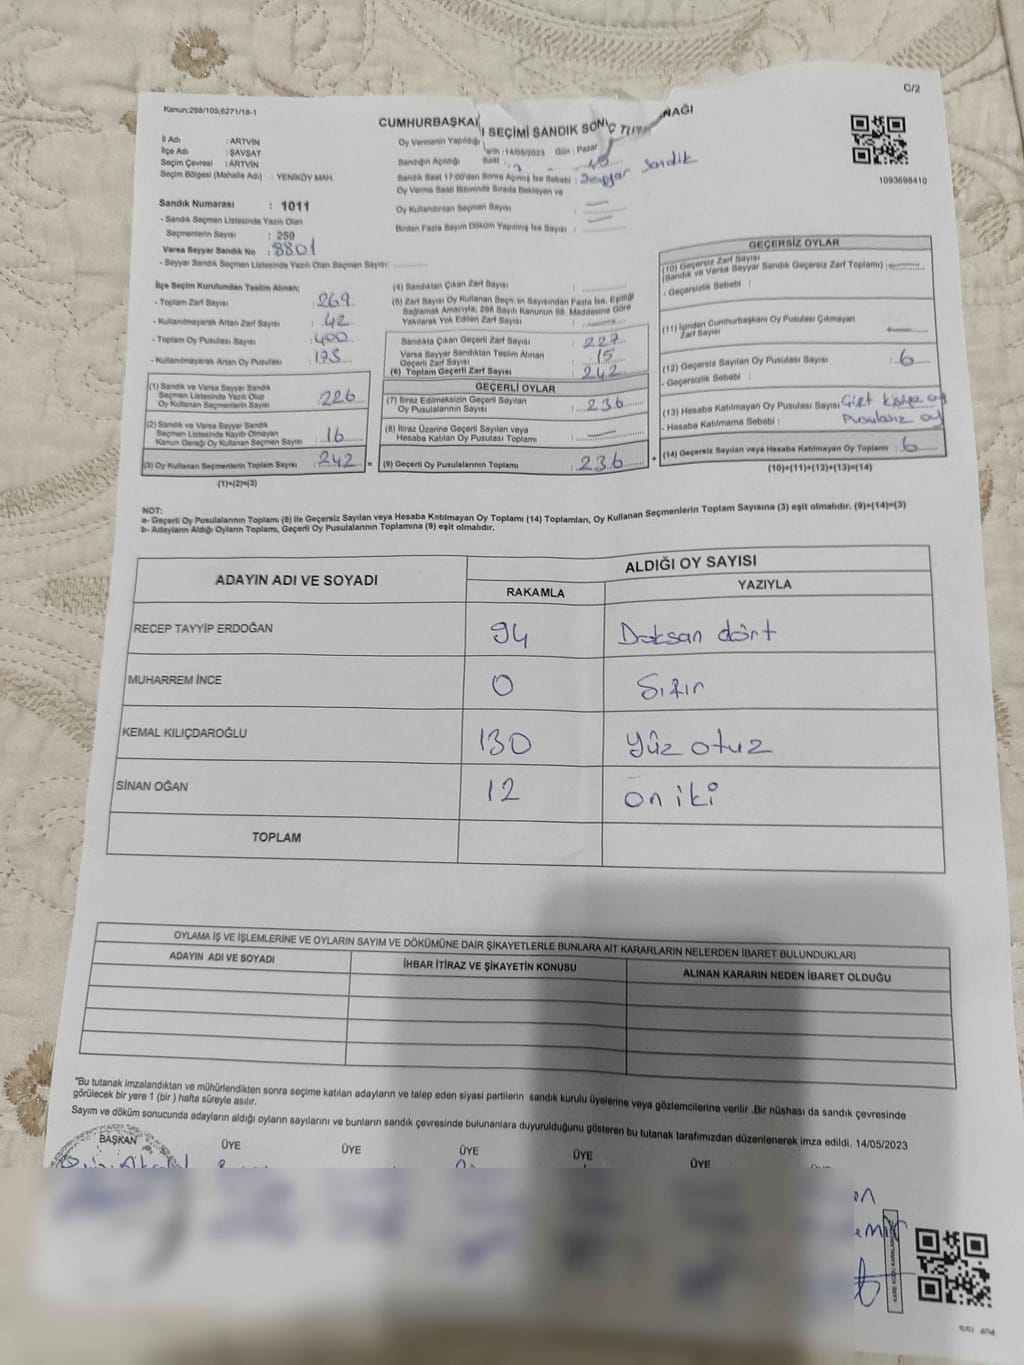 Kanun:298/105,6271/18-1
C/2
CUMHURBAŞKA I SEÇİMİ SANDIK SONUÇ TUTANAĞI
İl Adı : ARTVİN
İlçe Adı : ŞAVŞAT
Seçim Çevresi : ARTVİN
Seçim Bölgesi (Mahalle Adı) : YENİKÖY MAH.
Sandık Numarası : 1011
- Sandık Seçmen Listesinde Yazılı Olan
Seçmenlerin Sayısı : 259
Varsa Seyyar Sandık No : 8801
- Seyyar Sandık Seçmen Listesinde Yazılı Olan Seçmen Sayısı:
Oy Vermenin Yapıldığı Tarih :14/05/2023 Gün : Pazar
Sandığın Açıldığı Saat :
Sandık Saat 17:00'den Sonra Açılmış İse Sebebi : Seyyar Sandık
Oy Verme Saati Bitiminde Sırada Bekleyen ve
Oy Kullandırılan Seçmen Sayısı :
Birden Fazla Sayım Döküm Yapılmış İse Sayısı :
1093698410
İlçe Seçim Kurulundan Teslim Alınan;
- Toplam Zarf Sayısı : 269
- Kullanılmayarak Artan Zarf Sayısı : 42
- Toplam Oy Pusulası Sayısı : 400
- Kullanılmayarak Artan Oy Pusulası : 173
(1) Sandık ve Varsa Seyyar Sandık
Seçmen Listesinde Yazılı Olup
Oy Kullanan Seçmenlerin Sayısı : 226
(2) Sandık ve Varsa Seyyar Sandık
Seçmen Listesinde Kayıtlı Olmayan
Kanun Gereği Oy Kullanan Seçmen Sayısı : 16
(3) Oy Kullanan Seçmenlerin Toplam Sayısı : 242 =
(1)+(2)=(3)
(4) Sandıktan Çıkan Zarf Sayısı :
(5) Zarf Sayısı Oy Kullanan Seçmen Sayısından Fazla İse, Eşitliği
Sağlamak Amacıyla; 298 Sayılı Kanunun 98. Maddesine Göre
Yakılarak Yok Edilen Zarf Sayısı :
Sandıkta Çıkan Geçerli Zarf Sayısı : 227
Varsa Seyyar Sandıktan Teslim Alınan
Geçerli Zarf Sayısı : 15
(6) Toplam Geçerli Zarf Sayısı : 242
GEÇERLİ OYLAR
(7) İtiraz Edilmeksizin Geçerli Sayılan
Oy Pusulalarının Sayısı : 236
(8) İtiraz Üzerine Geçerli Sayılan veya
Hesaba Katılan Oy Pusulası Toplamı :
(9) Geçerli Oy Pusulalarının Toplamı : 236 +
GEÇERSİZ OYLAR
(10) Geçersiz Zarf Sayısı
(Sandık ve Varsa Seyyar Sandık Geçersiz Zarf Toplamı) :
- Geçersizlik Sebebi :
(11) İçinden Cumhurbaşkanı Oy Pusulası Çıkmayan
Zarf Sayısı
(12) Geçersiz Sayılan Oy Pusulası Sayısı : 6
- Geçersizlik Sebebi :
(13) Hesaba Katılmayan Oy Pusulası Sayısı : Çift Kaşe oy
- Hesaba Katılmama Sebebi : Pusulasız oy
(14) Geçersiz Sayılan veya Hesaba Katılmayan Oy Toplamı : 6
(10)+(11)+(12)+(13)=(14)
NOT:
a- Geçerli Oy Pusulalarının Toplamı (9) ile Geçersiz Sayılan veya Hesaba Katılmayan Oy Toplamı (14) Toplamları, Oy Kullanan Seçmenlerin Toplam Sayısına (3) eşit olmalıdır. (9)+(14)=(3)
b- Adayların Aldığı Oyların Toplamı, Geçerli Oy Pusulalarının Toplamına (9) eşit olmalıdır.
ADAYIN ADI VE SOYADI
ALDIĞI OY SAYISI
RAKAMLA YAZIYLA
RECEP TAYYİP ERDOĞAN 94 Doksan dört
MUHARREM İNCE 0 Sıfır
KEMAL KILIÇDAROĞLU 130 Yüz otuz
SİNAN OĞAN 12 on iki
TOPLAM
OYLAMA İŞ VE İŞLEMLERİNE VE OYLARIN SAYIM VE DÖKÜMÜNE DAİR ŞİKAYETLERLE BUNLARA AİT KARARLARIN NELERDEN İBARET BULUNDUKLARI
ADAYIN ADI VE SOYADI İHBAR İTİRAZ VE ŞİKAYETİN KONUSU ALINAN KARARIN NEDEN İBARET OLDUĞU
"Bu tutanak imzalandıktan ve mühürlendikten sonra seçime katılan adayların ve talep eden siyasi partilerin sandık kurulu üyelerine veya gözlemcilerine verilir .Bir nüshası da sandık çevresinde
görülecek bir yere 1 (bir ) hafta süreyle asılır.
Sayım ve döküm sonucunda adayların aldığı oyların sayılarını ve bunların sandık çevresinde bulunanlara duyurulduğunu gösteren bu tutanak tarafımızdan düzenlenerek imza edildi. 14/05/2023
BAŞKAN ÜYE ÜYE ÜYE ÜYE ÜYE